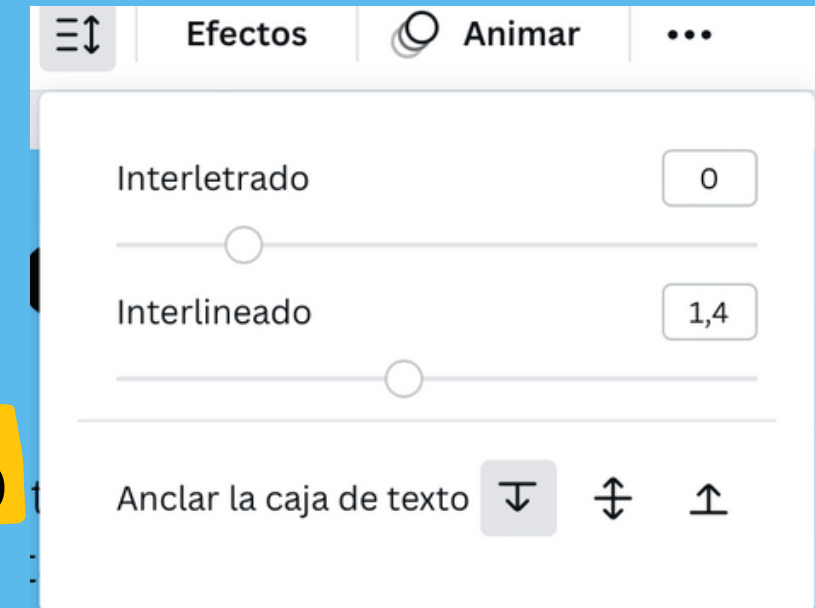 Efectos Animar
Interletrado 0
Interlineado 1,4
Anclar la caja de texto